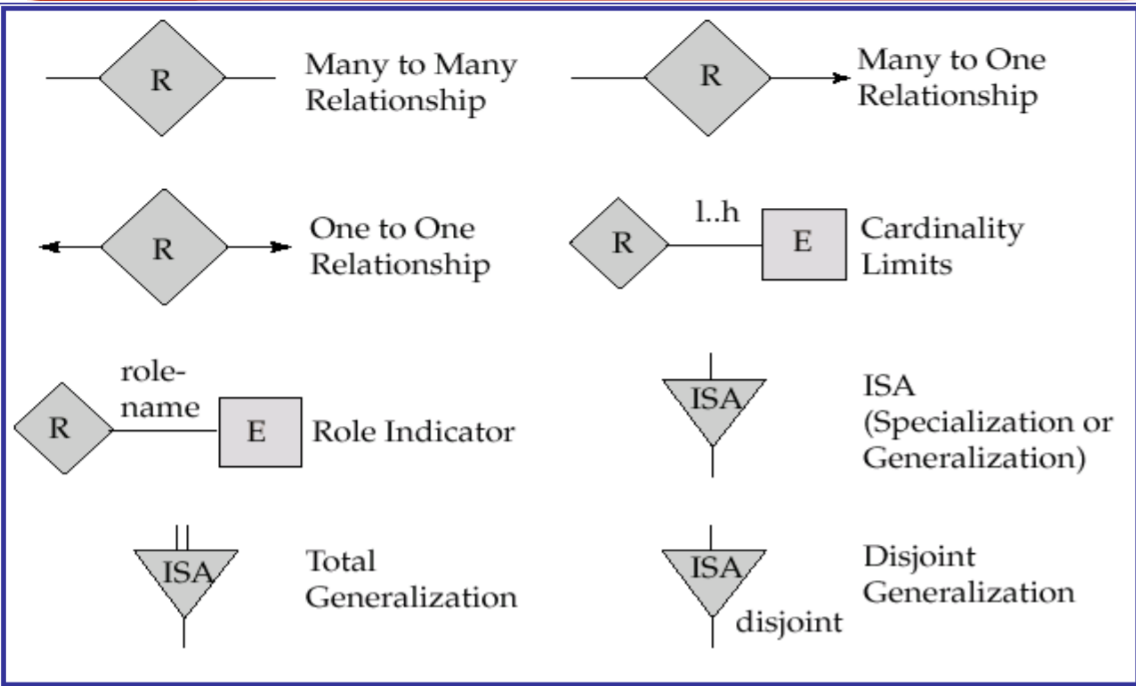 R
Many to Many
Relationship
R
Many to One
Relationship
R
One to One
Relationship
R
l..h
E
Cardinality
Limits
R
role-
name
E
Role Indicator
ISA
ISA
(Specialization or
Generalization)
ISA
Total
Generalization
ISA
disjoint
Disjoint
Generalization